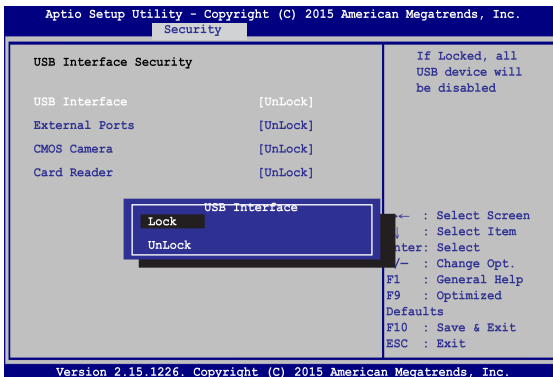 Aptio Setup Utility - Copyright (C) 2015 American Megatrends, Inc.
Security
USB Interface Security
USB Interface [UnLock]
External Ports [UnLock]
CMOS Camera [UnLock]
Card Reader [UnLock]
USB Interface
Lock
UnLock
If Locked, all
USB device will
be disabled
→← : Select Screen
↓ : Select Item
nter: Select
/— : Change Opt.
F1 : General Help
F9 : Optimized
Defaults
F10 : Save & Exit
ESC : Exit
Version 2.15.1226. Copyright (C) 2015 American Megatrends, Inc.